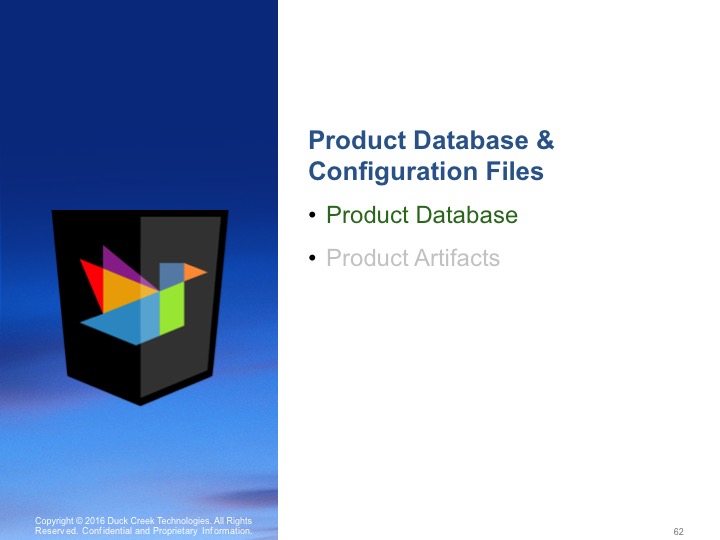 Product Database &
Configuration Files
• Product Database
• Product Artifacts
Copyright © 2016 Duck Creek Technologies. All Rights
Reserved. Confidential and Proprietary Information.
62